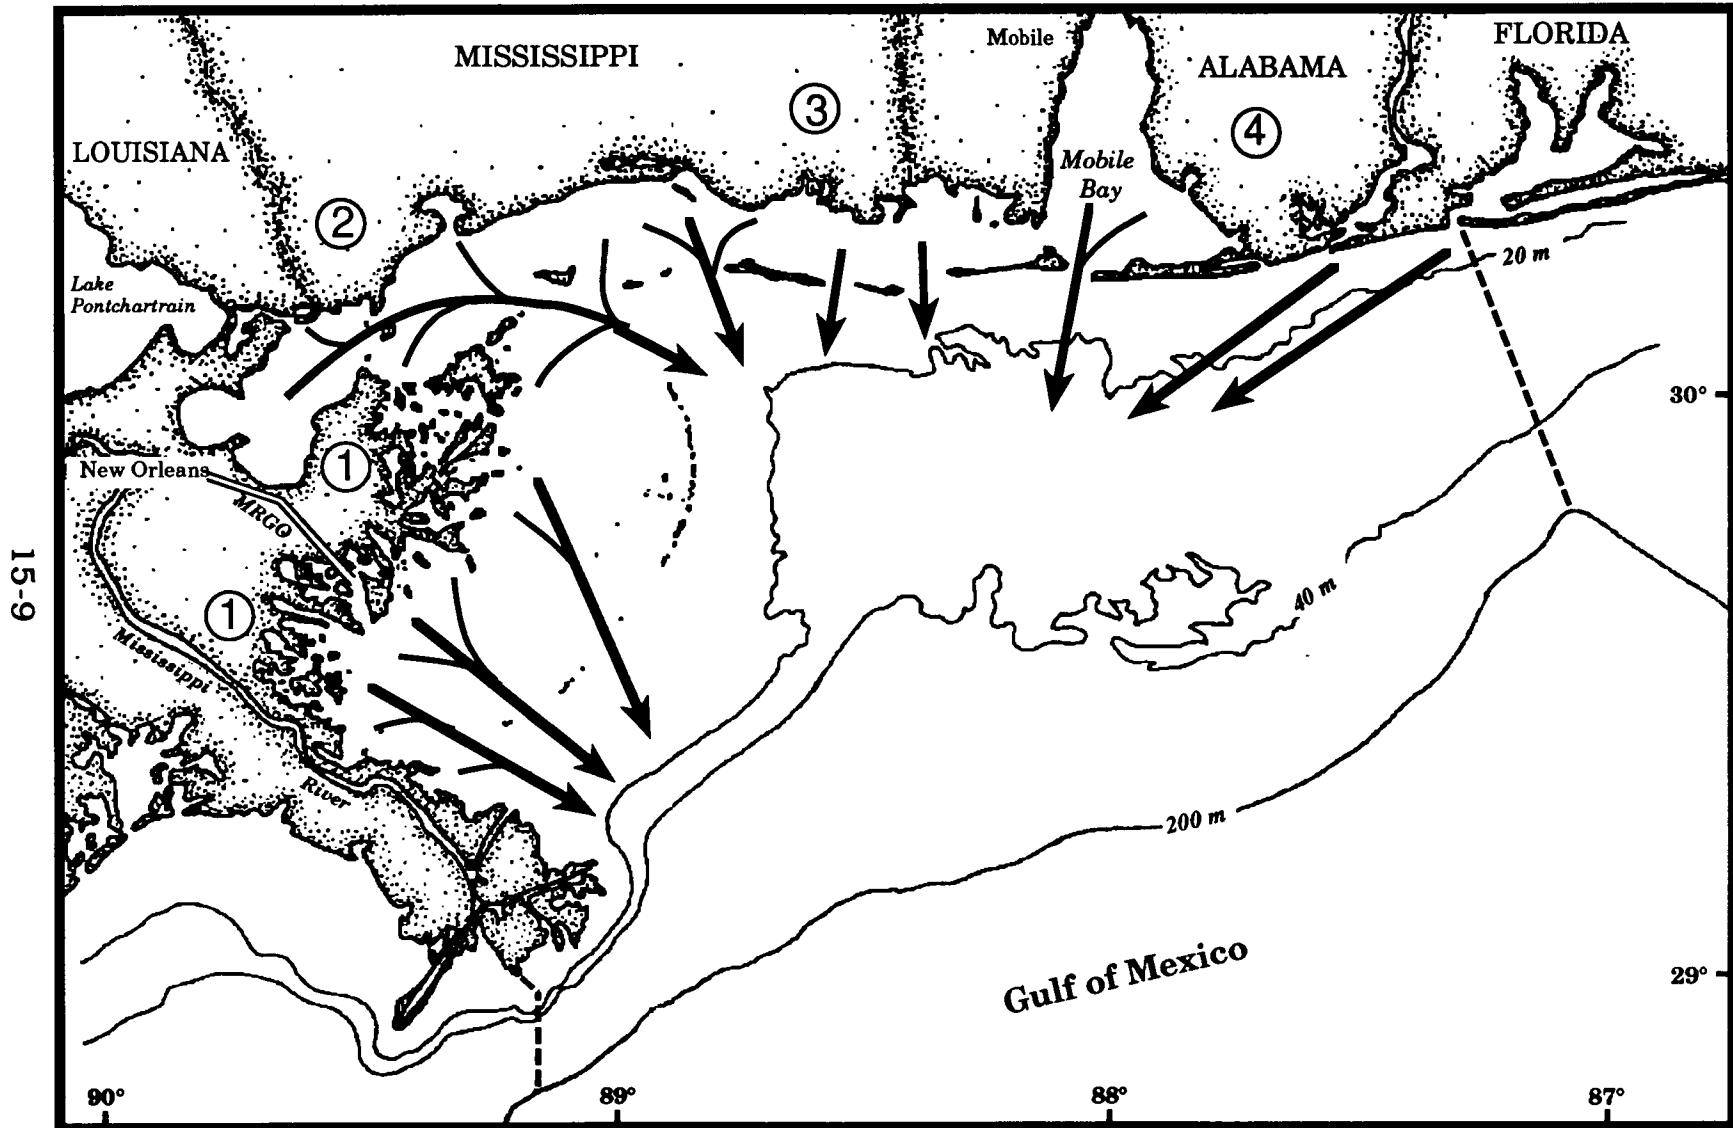 MISSISSIPPI
Mobile
FLORIDA
ALABAMA
3
4
LOUISIANA
Mobile
Bay
2
20 m
Lake
Pontchartrain
30°
New Orleans
1
MRGO
15-9
1
40 m
Mississippi
River
200 m
Gulf of Mexico
29°
90°
89°
88°
87°